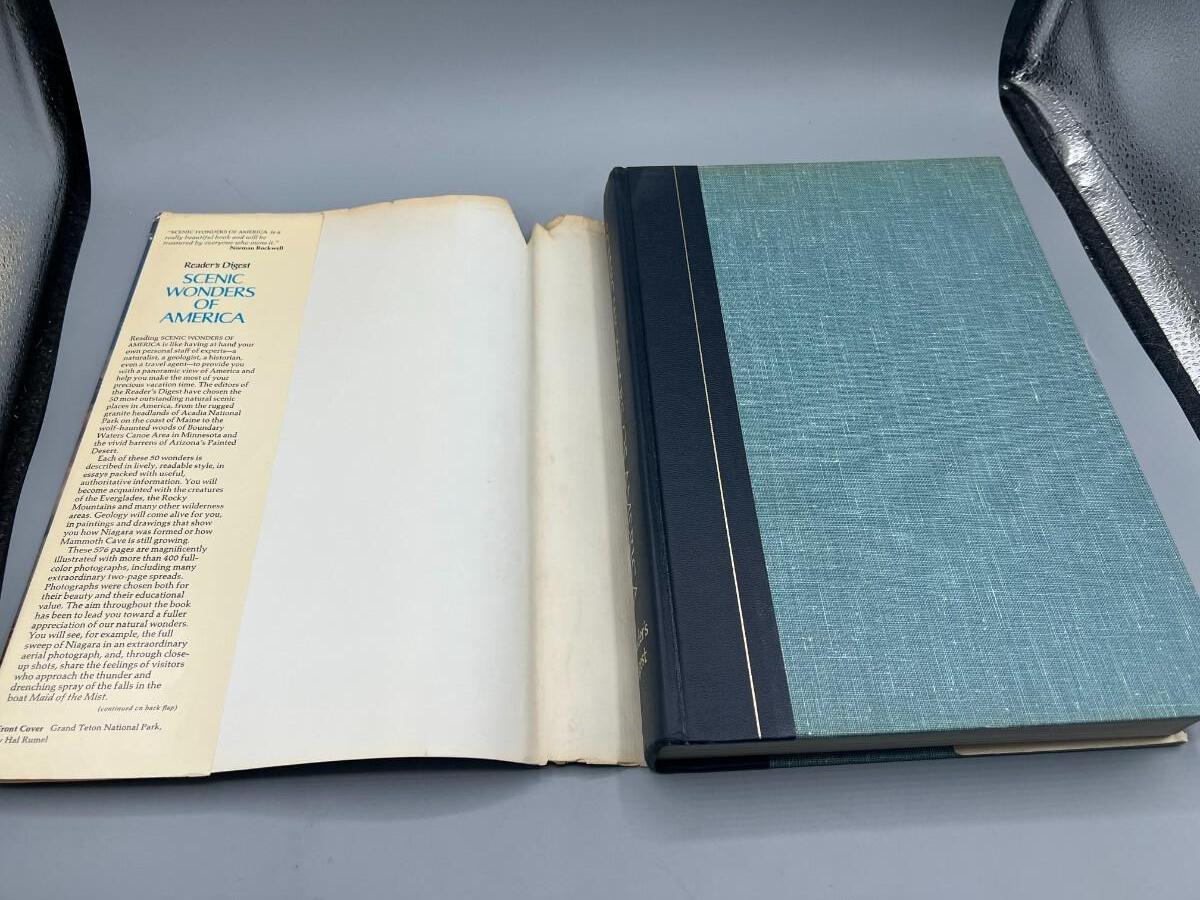 "SCENIC WONDERS OF AMERICA is a
really beautiful book and will be
treasured by everyone who owns it."
Norman Rockwell
Reader's Digest
SCENIC
WONDERS
OF
AMERICA
Reading SCENIC WONDERS OF
AMERICA is like having at hand your
own personal staff of experts—a
naturalist, a geologist, a historian,
even a travel agent—to provide you
with a panoramic view of America and
help you make the most of your
precious vacation time. The editors of
the Reader's Digest have chosen the
50 most outstanding natural scenic
places in America, from the rugged
granite headlands of Acadia National
Park on the coast of Maine to the
wolf-haunted woods of Boundary
Waters Canoe Area in Minnesota and
the vivid barrens of Arizona's Painted
Desert.
Each of these 50 wonders is
described in lively, readable style, in
essays packed with useful,
authoritative information. You will
become acquainted with the creatures
of the Everglades, the Rocky
Mountains and many other wilderness
areas. Geology will come alive for you,
in paintings and drawings that show
you how Niagara was formed or how
Mammoth Cave is still growing.
These 576 pages are magnificently
illustrated with more than 400 full-
color photographs, including many
extraordinary two-page spreads.
Photographs were chosen both for
their beauty and their educational
value. The aim throughout the book
has been to lead you toward a fuller
appreciation of our natural wonders.
You will see, for example, the full
sweep of Niagara in an extraordinary
aerial photograph, and, through close-
up shots, share the feelings of visitors
who approach the thunder and
drenching spray of the falls in the
boat Maid of the Mist.
(continued on back flap)
Front Cover Grand Teton National Park,
y Hal Rumel